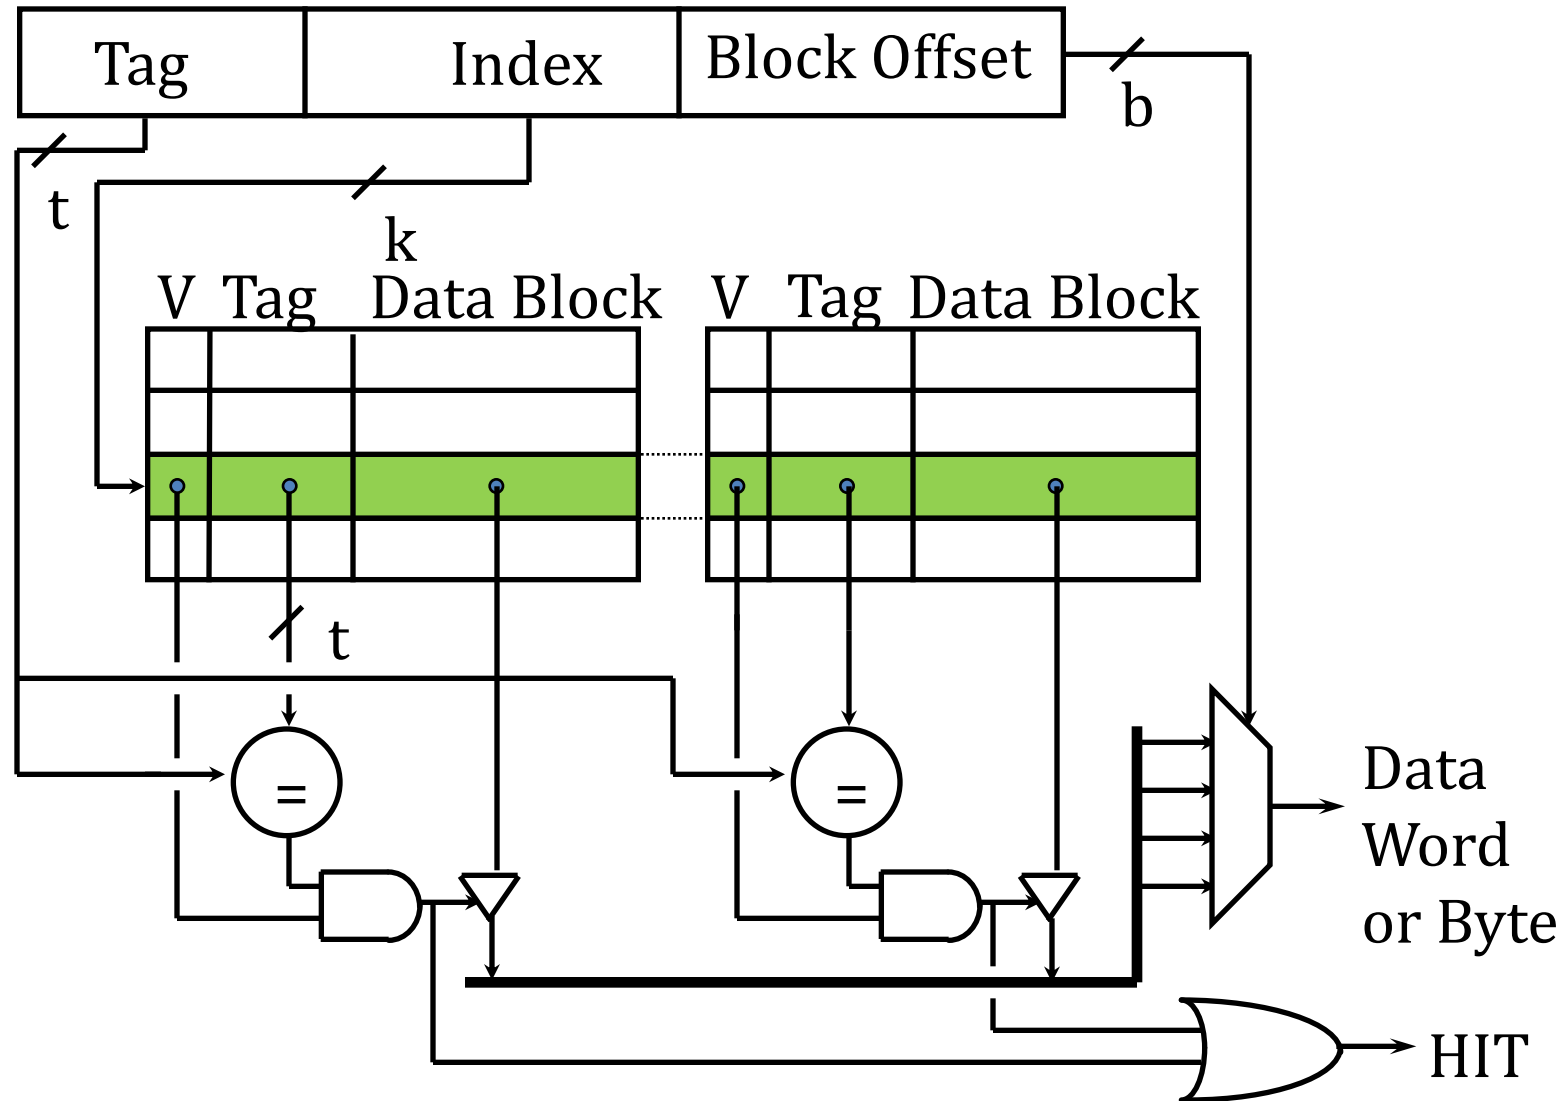 Tag Index Block Offset
b
t
k
V Tag Data Block V Tag Data Block
t
= =
Data
Word
or Byte
HIT